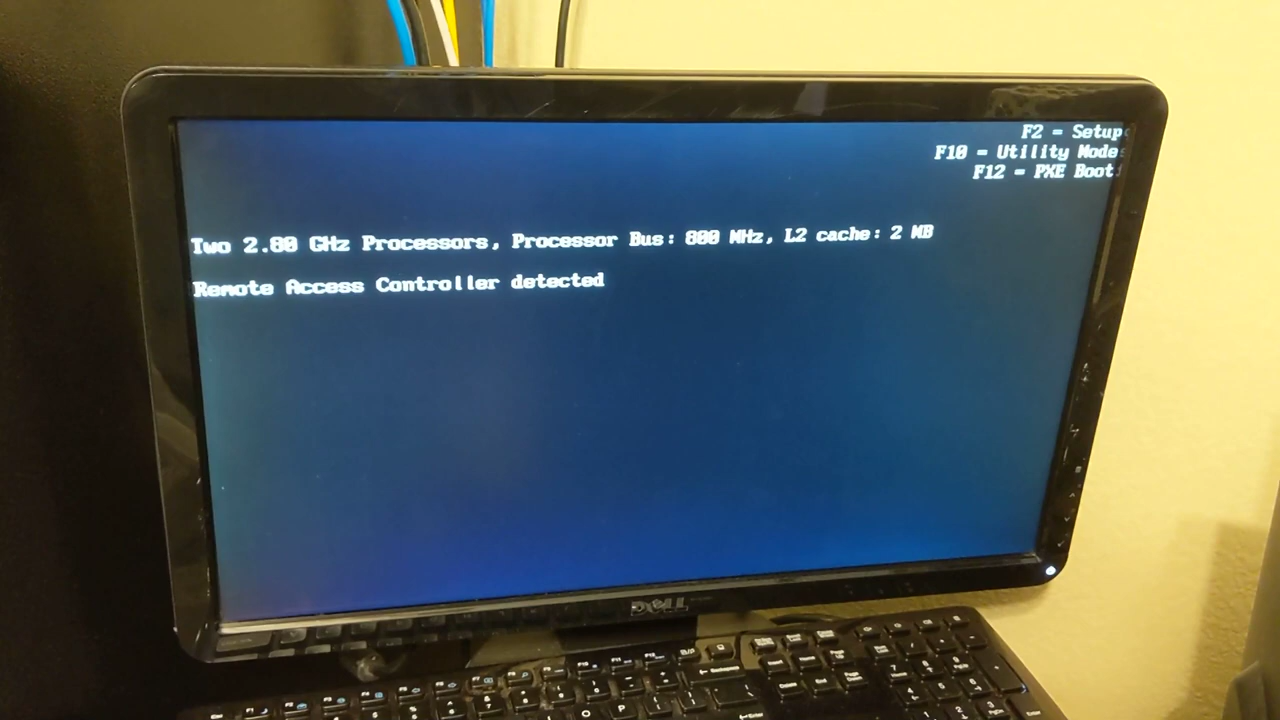 F2 = Setup
F10 = Utility Mode
F12 = PXE Boot
Two 2.80 GHz Processors, Processor Bus: 800 MHz, L2 cache: 2 MB
Remote Access Controller detected
DELL